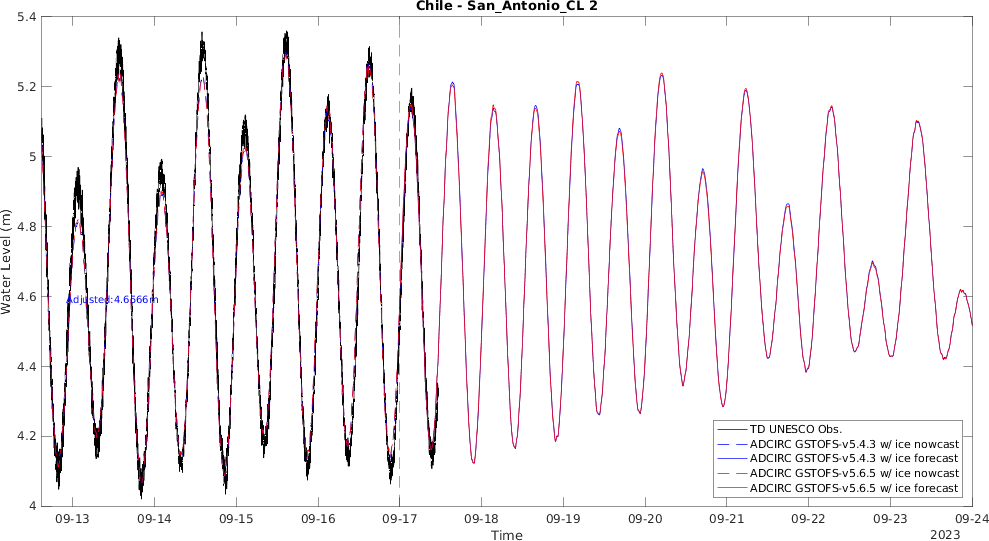 Chile - San_Antonio_CL 2
5.4
5.2
5
4.8
4.6
4.4
4.2
4
Water Level (m)
Adjusted:4.6566m
TD UNESCO Obs.
ADCIRC GSTOFS-v5.4.3 w/ ice nowcast
ADCIRC GSTOFS-v5.4.3 w/ ice forecast
ADCIRC GSTOFS-v5.6.5 w/ ice nowcast
ADCIRC GSTOFS-v5.6.5 w/ ice forecast
09-13 09-14 09-15 09-16 09-17 09-18 09-19 09-20 09-21 09-22 09-23 09-24
Time
2023